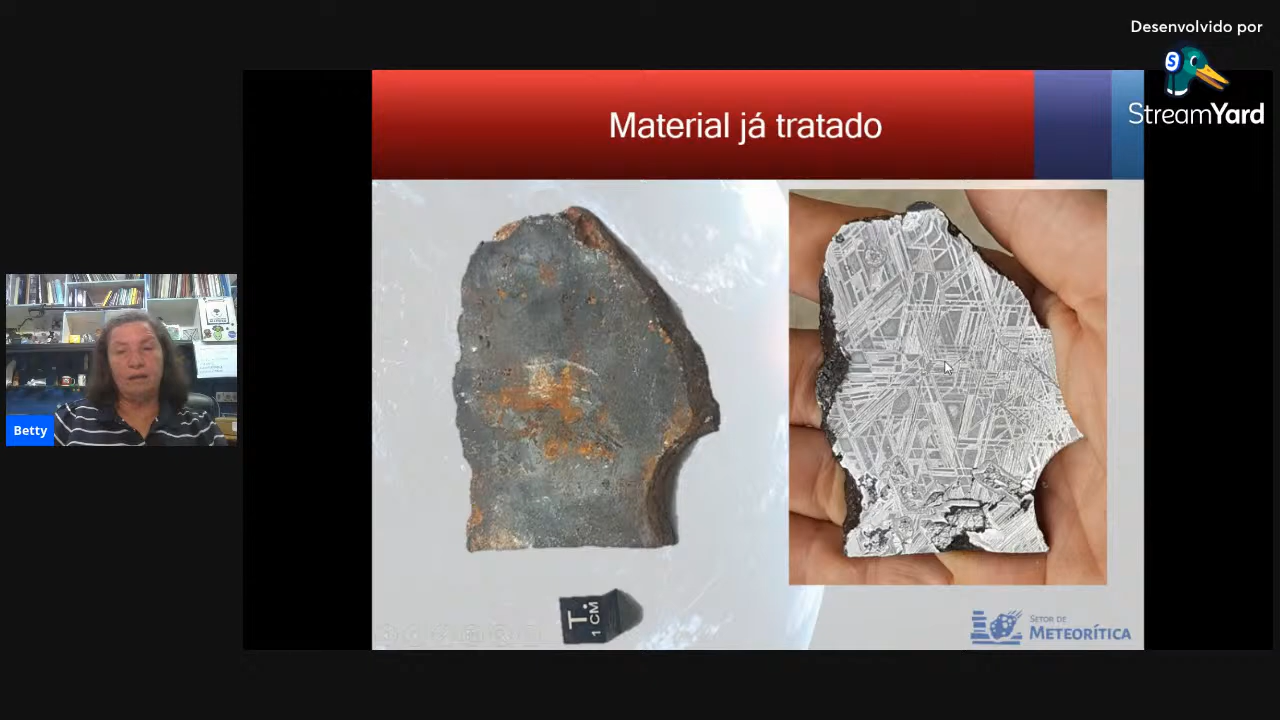 Desenvolvido por
StreamYard
Material já tratado
Betty
T.
1 CM
SETOR DE
METEORÍTICA